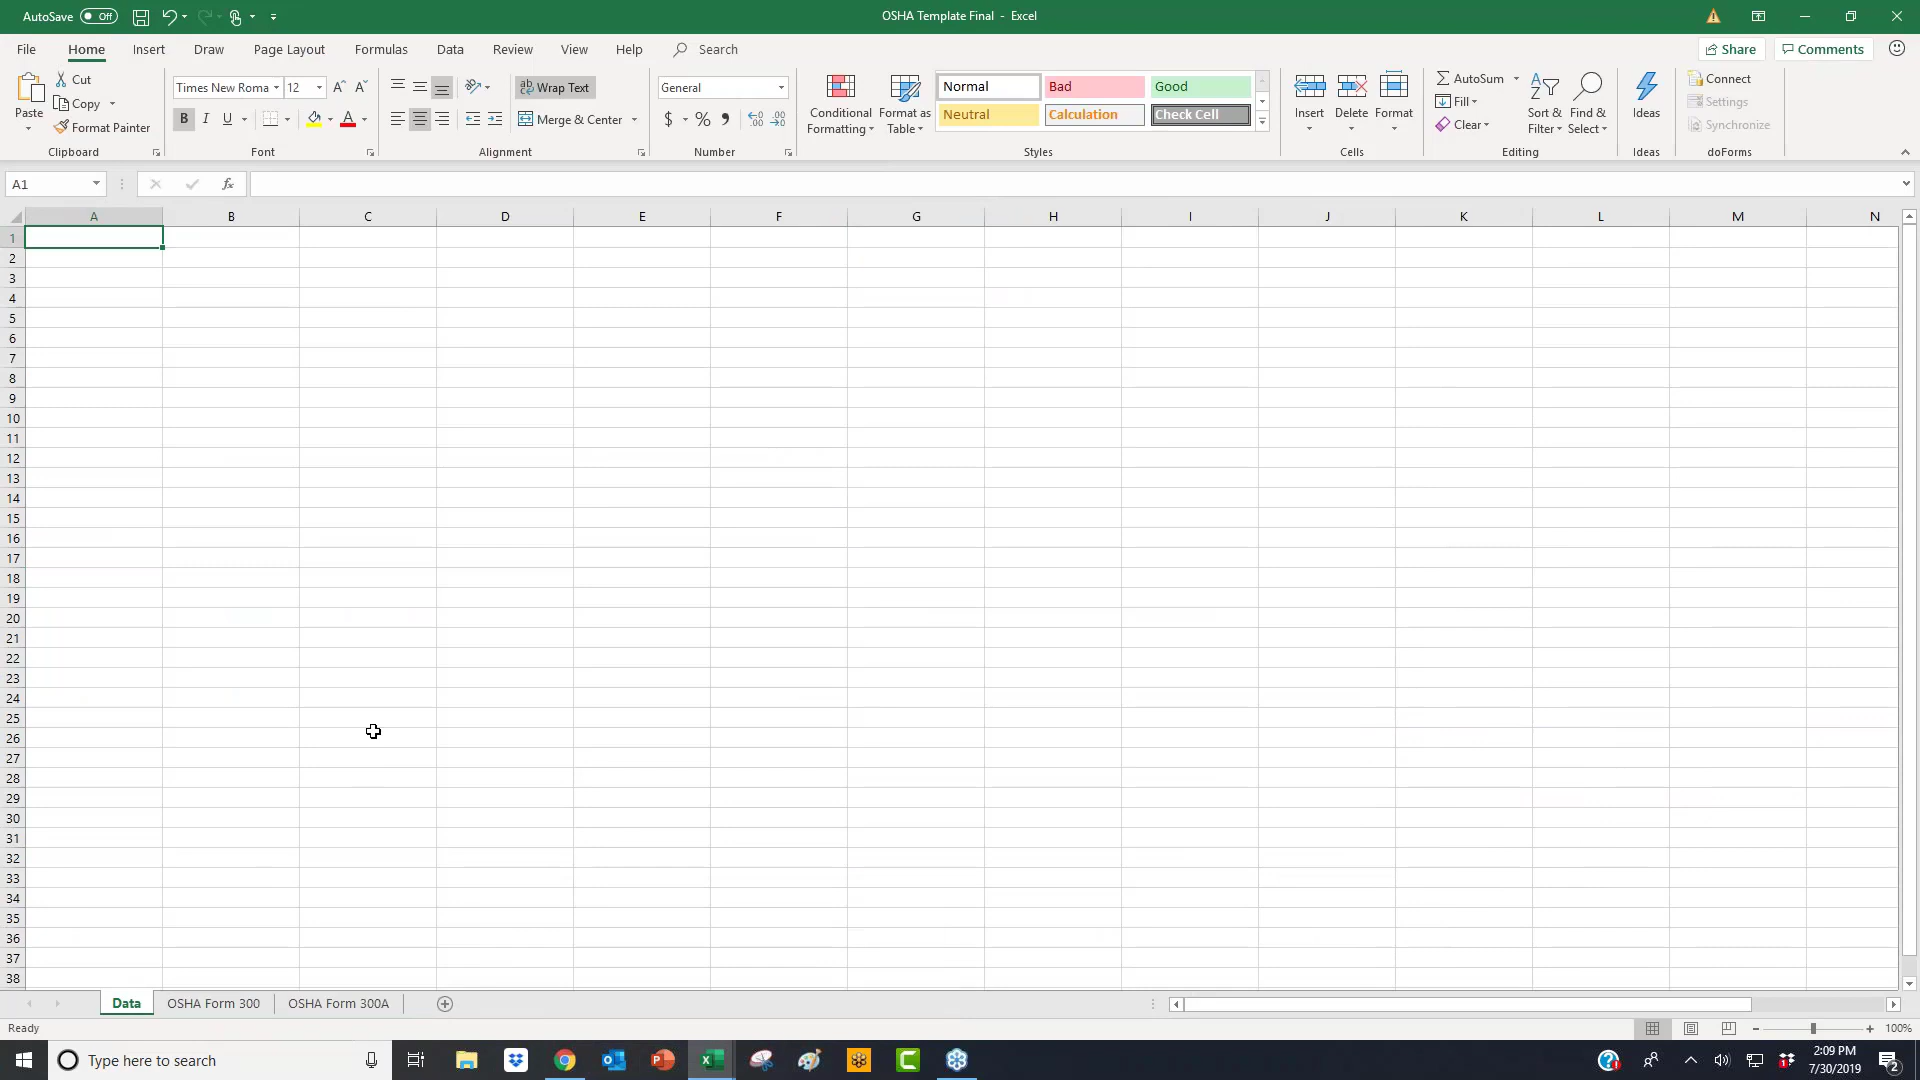 AutoSave Off OSHA Template Final - Excel
File Home Insert Draw Page Layout Formulas Data Review View Help Search Share Comments
Paste Cut Copy Format Painter Clipboard
Times New Roma 12 B I U A Font
Wrap Text Merge & Center Alignment
General $ % Number
Conditional Formatting Format as Table Normal Bad Good Neutral Calculation Check Cell Styles
Insert Delete Format Cells
AutoSum Fill Clear Sort & Filter Find & Select Editing
Ideas Ideas
Connect Settings Synchronize doForms
A1 fx
A B C D E F G H I J K L M N
1
2
3
4
5
6
7
8
9
10
11
12
13
14
15
16
17
18
19
20
21
22
23
24
25
26
27
28
29
30
31
32
33
34
35
36
37
38
Data OSHA Form 300 OSHA Form 300A
Ready 100%
Type here to search 2:09 PM
7/30/2019 2